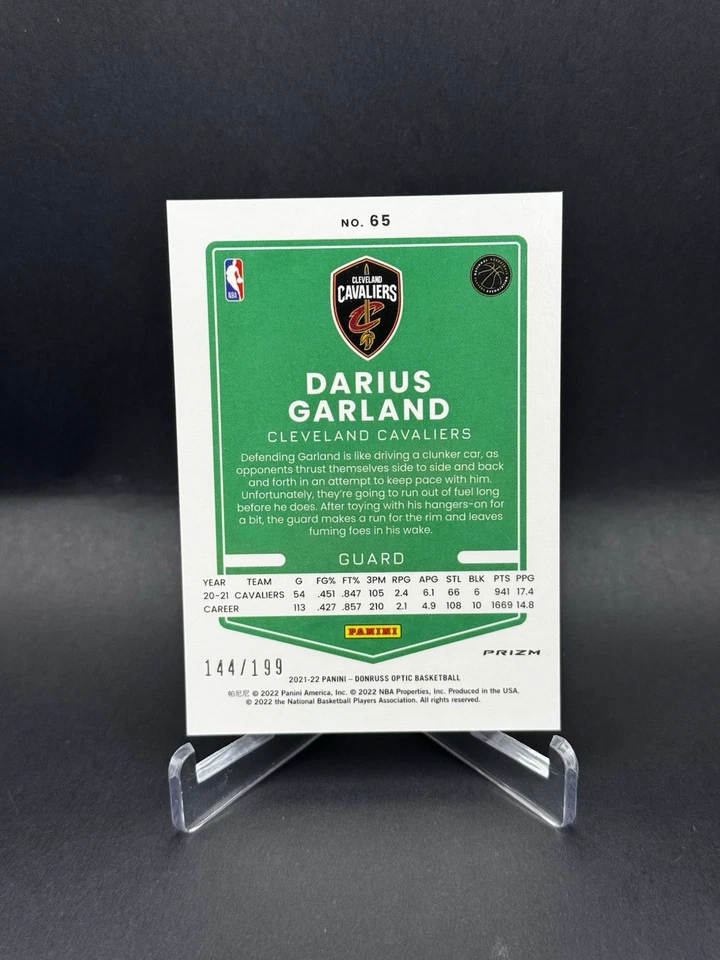 NO. 65
NBA
CLEVELAND
CAVALIERS
C
DARIUS
GARLAND
CLEVELAND CAVALIERS
Defending Garland is like driving a clunker car, as
opponents thrust themselves side to side and back
and forth in an attempt to keep pace with him.
Unfortunately, they're going to run out of fuel long
before he does. After toying with his hangers-on for
a bit, the guard makes a run for the rim and leaves
fuming foes in his wake.
GUARD
YEAR TEAM G FG% FT% 3PM RPG APG STL BLK PTS PPG
20-21 CAVALIERS 54 .451 .847 105 2.4 6.1 66 6 941 17.4
CAREER 113 .427 .857 210 2.1 4.9 108 10 1669 14.8
PANINI
PRIZM
144/199
2021-22 PANINI – DONRUSS OPTIC BASKETBALL
帕尼尼 © 2022 Panini America, Inc. © 2022 NBA Properties, Inc. Produced in the USA.
© 2022 the National Basketball Players Association. All rights reserved.